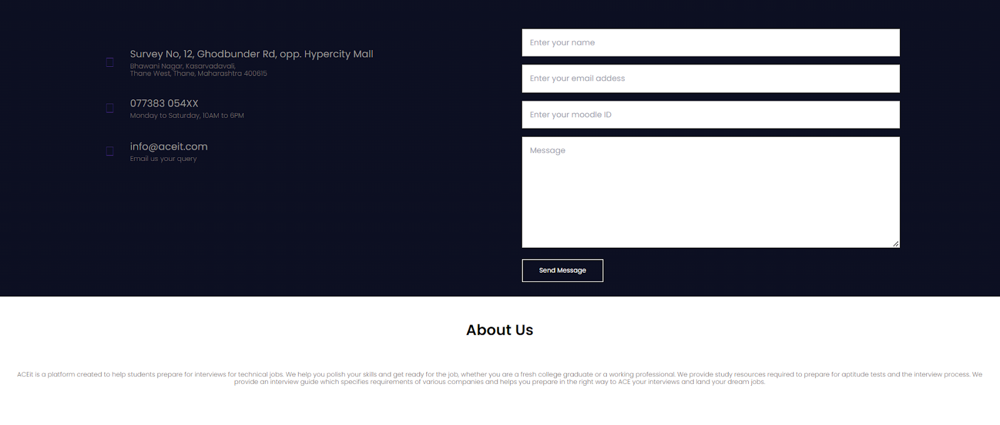 Survey No, 12, Ghodbunder Rd, opp. Hypercity Mall
Bhawani Nagar, Kasarvadavali,
Thane West, Thane, Maharashtra 400615
077383 054XX
Monday to Saturday, 10AM to 6PM
info@aceit.com
Email us your query
Enter your name
Enter your email addess
Enter your moodle ID
Message
Send Message
About Us
ACEit is a platform created to help students prepare for interviews for technical jobs. We help you polish your skills and get ready for the job, whether you are a fresh college graduate or a working professional. We provide study resources required to prepare for aptitude tests and the interview process. We
provide an interview guide which specifies requirements of various companies and helps you prepare in the right way to ACE your interviews and land your dream jobs.